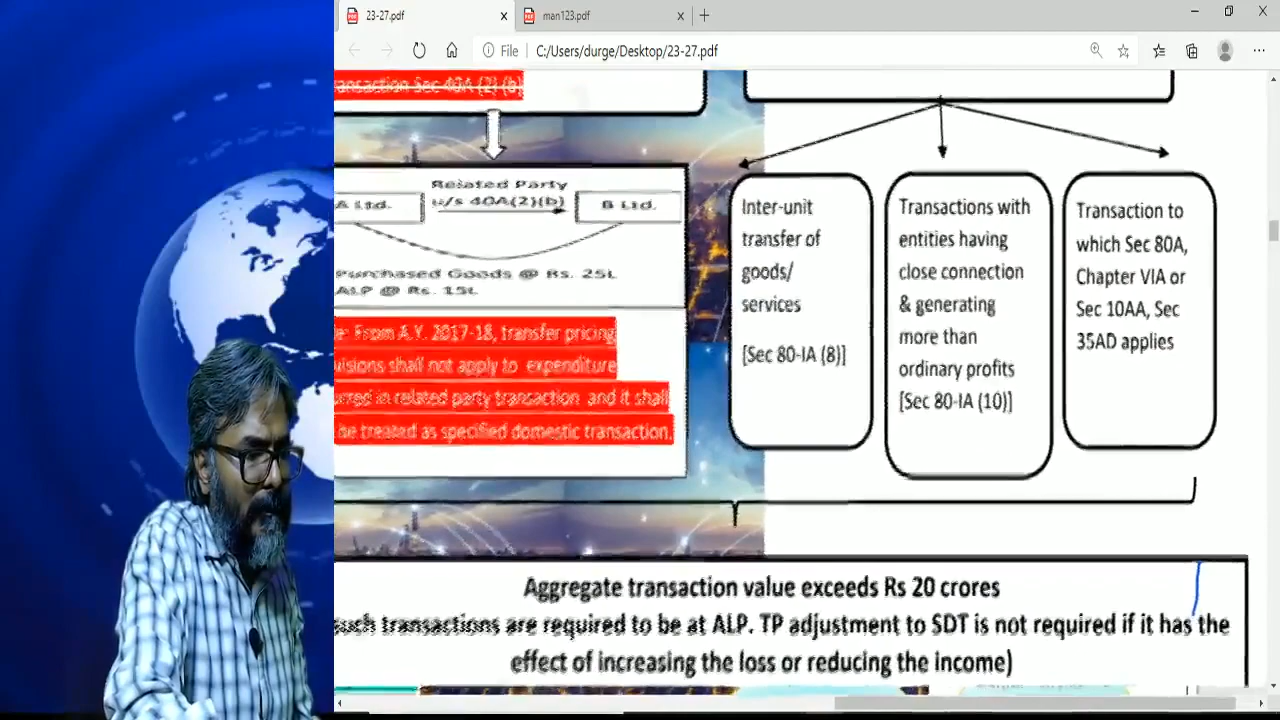 23-27.pdf
man123.pdf
File
C:/Users/durge/Desktop/23-27.pdf
Sec 40A (2) (b)
Related Party
u/s 40A(2)(b)
A Ltd.
B Ltd.
Purchased Goods @ Rs. 25L
ALP @ Rs. 15L
From A.Y. 2017-18, transfer pricing
shall not apply to expenditure
in related party transaction and it shall
be treated as specified domestic transaction.
Inter-unit
transfer of
goods/
services
[Sec 80-IA (8)]
Transactions with
entities having
close connection
& generating
more than
ordinary profits
[Sec 80-IA (10)]
Transaction to
which Sec 80A,
Chapter VIA or
Sec 10AA, Sec
35AD applies
Aggregate transaction value exceeds Rs 20 crores
such transactions are required to be at ALP. TP adjustment to SDT is not required if it has the
effect of increasing the loss or reducing the income)